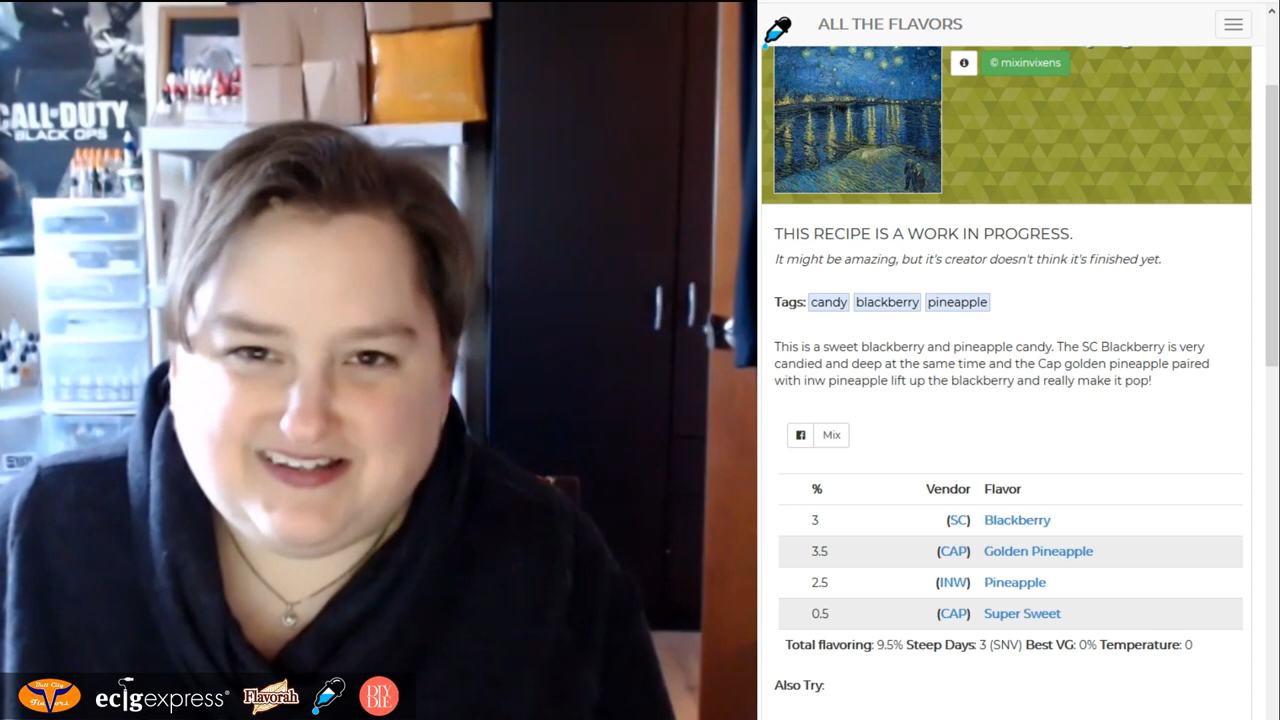 CALL-DUTY
BLACK OPS
Bull City
Flavors
ecigexpress®
Flavorah
DIY
DIE
ALL THE FLAVORS
© mixinvixens
THIS RECIPE IS A WORK IN PROGRESS.
It might be amazing, but it's creator doesn't think it's finished yet.
Tags: candy blackberry pineapple
This is a sweet blackberry and pineapple candy. The SC Blackberry is very
candied and deep at the same time and the Cap golden pineapple paired
with inw pineapple lift up the blackberry and really make it pop!
Mix
% Vendor Flavor
3 (SC) Blackberry
3.5 (CAP) Golden Pineapple
2.5 (INW) Pineapple
0.5 (CAP) Super Sweet
Total flavoring: 9.5% Steep Days: 3 (SNV) Best VG: 0% Temperature: 0
Also Try: